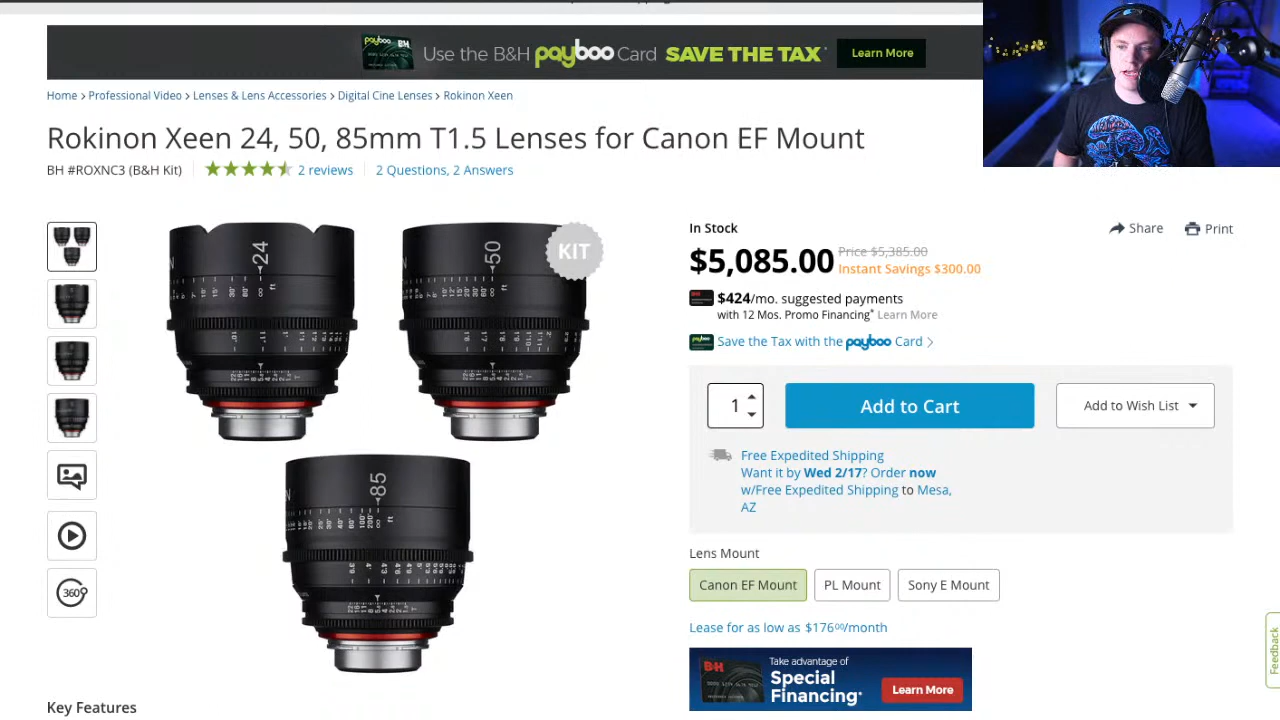 payboo B&H Use the B&H payboo Card SAVE THE TAX* Learn More
Home > Professional Video > Lenses & Lens Accessories > Digital Cine Lenses > Rokinon Xeen
Rokinon Xeen 24, 50, 85mm T1.5 Lenses for Canon EF Mount
BH #ROXNC3 (B&H Kit) 2 reviews 2 Questions, 2 Answers
24
50
KIT
85
In Stock
Share
Print
$5,085.00 Price $5,385.00
Instant Savings $300.00
$424/mo. suggested payments
with 12 Mos. Promo Financing* Learn More
Save the Tax with the payboo Card >
1
Add to Cart
Add to Wish List
Free Expedited Shipping
Want it by Wed 2/17? Order now
w/Free Expedited Shipping to Mesa,
AZ
360º
Lens Mount
Canon EF Mount PL Mount Sony E Mount
Lease for as low as $176⁰⁰/month
B&H
Take advantage of
Special
Financing*
Learn More
Feedback
Key Features